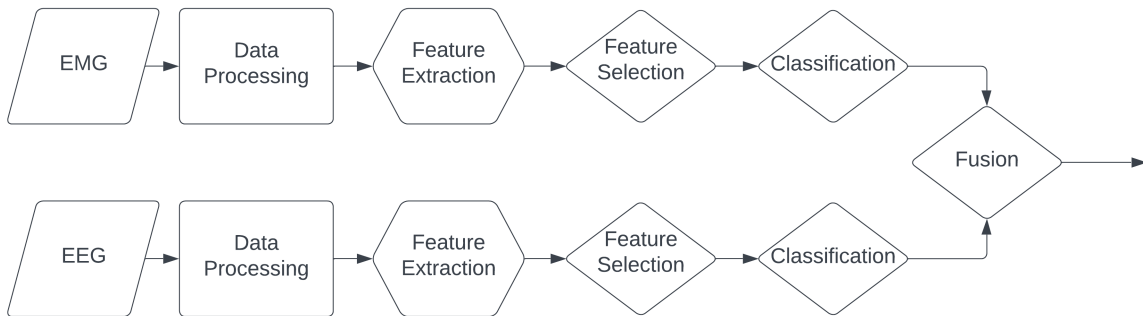 EMG
Data
Processing
Feature
Extraction
Feature
Selection
Classification
Fusion
EEG
Data
Processing
Feature
Extraction
Feature
Selection
Classification